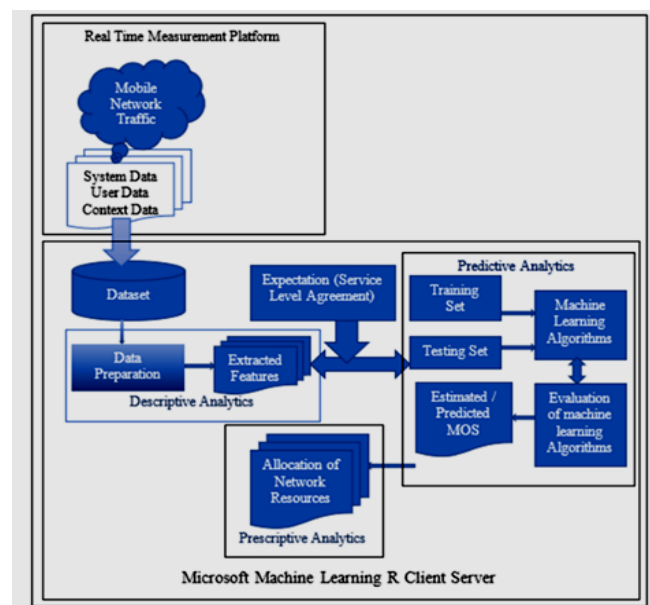 Real Time Measurement Platform
Mobile
Network
Traffic
System Data
User Data
Context Data
Dataset
Data
Preparation
Extracted
Features
Descriptive Analytics
Expectation (Service
Level Agreement)
Predictive Analytics
Training
Set
Testing Set
Machine
Learning
Algorithms
Evaluation
of machine
learning
Algorithms
Estimated /
Predicted
MOS
Allocation of
Network
Resources
Prescriptive Analytics
Microsoft Machine Learning R Client Server